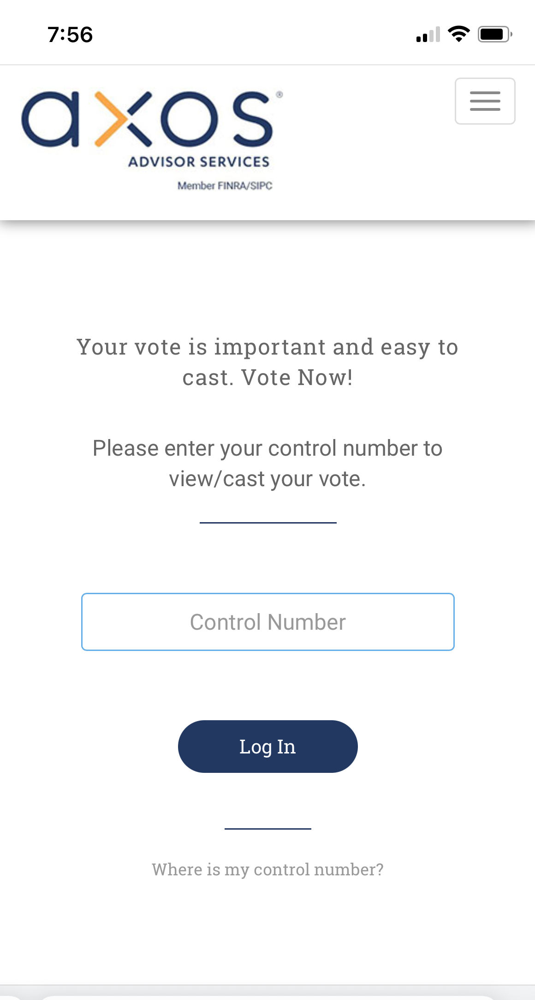 7:56
axos®
ADVISOR SERVICES
Member FINRA/SIPC
Your vote is important and easy to
cast. Vote Now!
Please enter your control number to
view/cast your vote.
Control Number
Log In
Where is my control number?